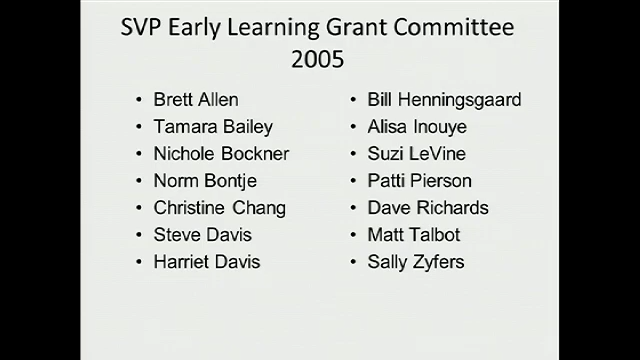 SVP Early Learning Grant Committee
2005
• Brett Allen
• Tamara Bailey
• Nichole Bockner
• Norm Bontje
• Christine Chang
• Steve Davis
• Harriet Davis
• Bill Henningsgaard
• Alisa Inouye
• Suzi LeVine
• Patti Pierson
• Dave Richards
• Matt Talbot
• Sally Zyfers